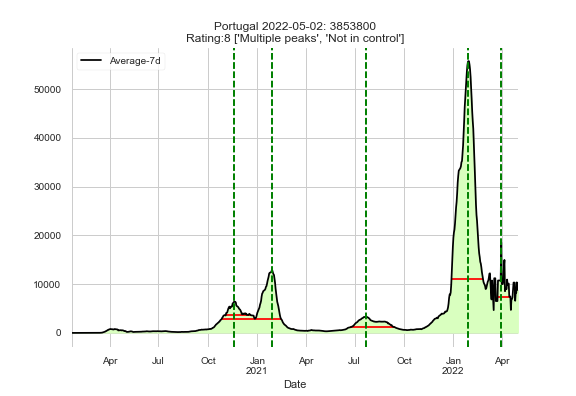 Portugal 2022-05-02: 3853800
Rating:8 ['Multiple peaks', 'Not in control']
Average-7d
50000
40000
30000
20000
10000
0
Apr
Jul
Oct
Jan
2021
Apr
Jul
Oct
Jan
2022
Apr
Date